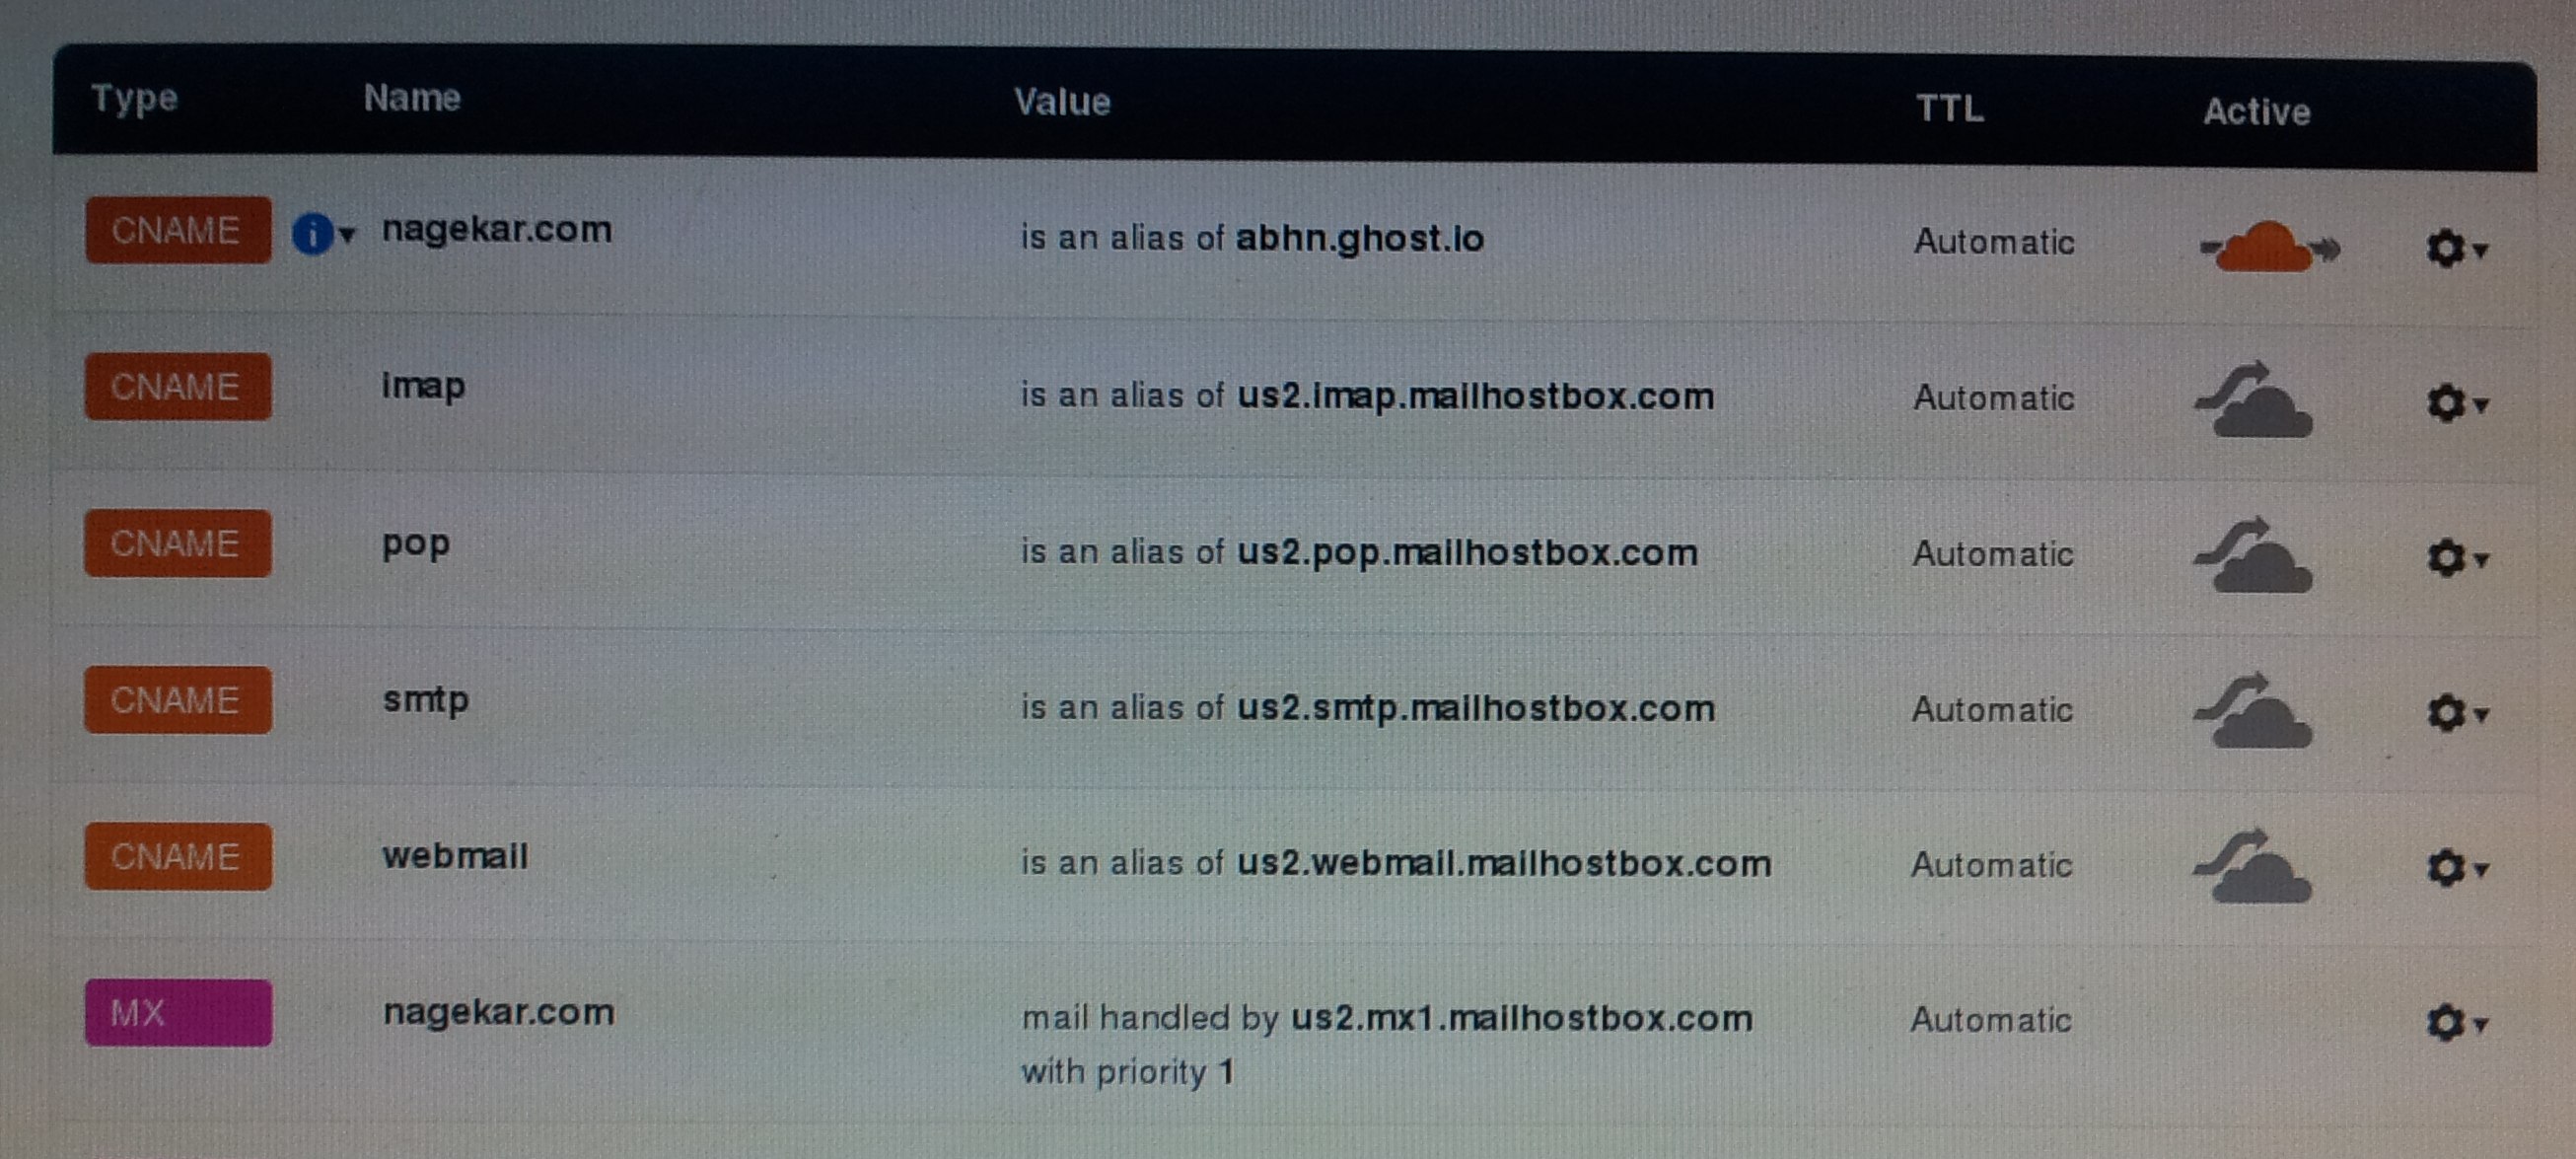 Type Name Value TTL Active
CNAME i nagekar.com is an alias of abhn.ghost.io Automatic
CNAME imap is an alias of us2.imap.mailhostbox.com Automatic
CNAME pop is an alias of us2.pop.mailhostbox.com Automatic
CNAME smtp is an alias of us2.smtp.mailhostbox.com Automatic
CNAME webmail is an alias of us2.webmail.mailhostbox.com Automatic
MX nagekar.com mail handled by us2.mx1.mailhostbox.com Automatic
with priority 1